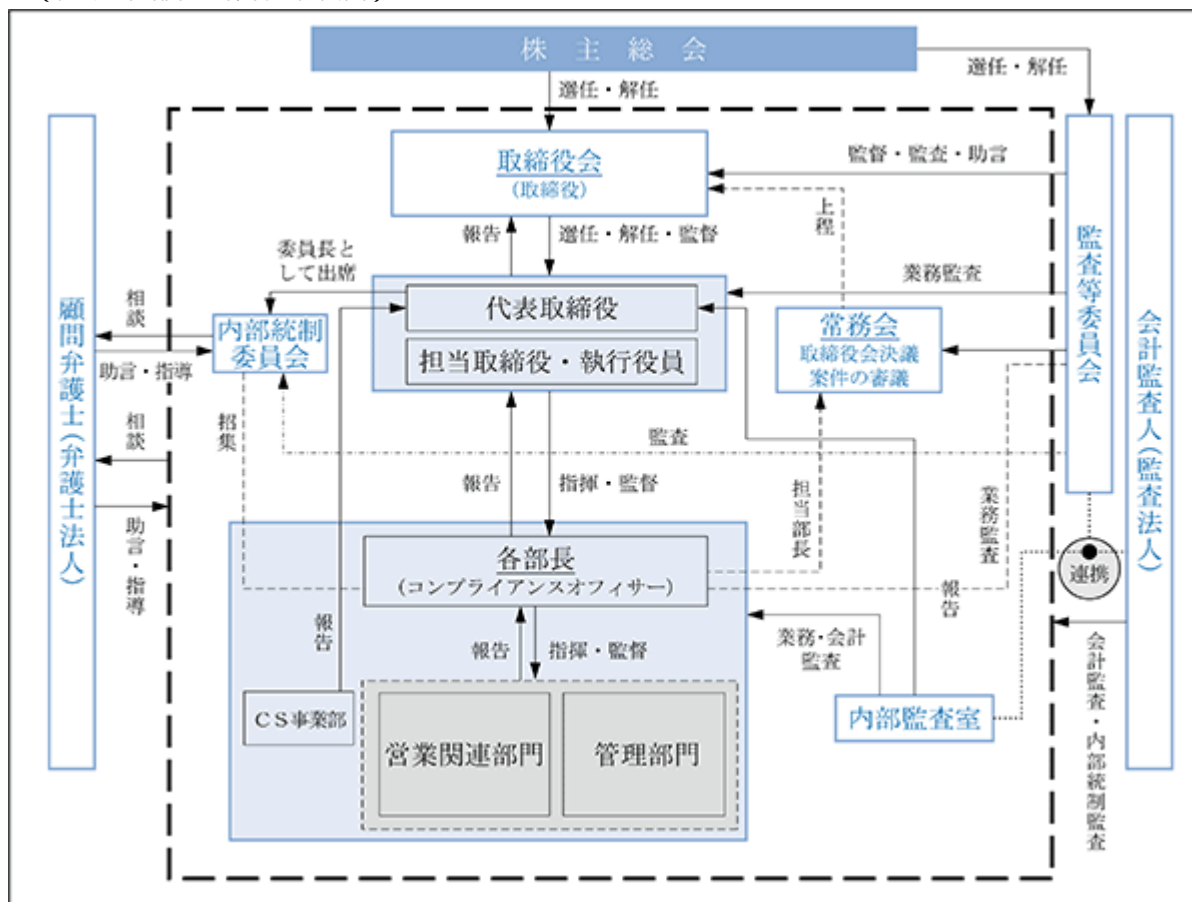 株主総会
選任・解任
選任・解任
取締役会
(取締役)
監督・監査・助言
上程
報告
選任・解任・監督
委員長と
して出席
業務監査
代表取締役
担当取締役・執行役員
内部統制
委員会
常務会
取締役会決議
案件の審議
監査等委員会
会計監査人(監査法人)
顧問弁護士(弁護士法人)
相談
助言・指導
相談
助言・指導
招集
監査
報告
指揮・監督
担当部長
業務監査
各部長
(コンプライアンスオフィサー)
連携
報告
報告
報告
指揮・監督
業務・会計
監査
CS事業部
内部監査室
営業関連部門
管理部門
会計監査・内部統制監査